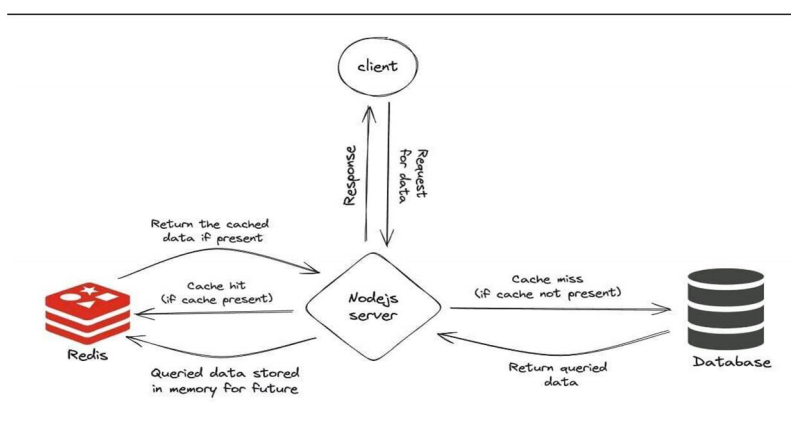 client
Response
Request
for data
Return the cached
data if present
Cache hit
(if cache present)
Nodejs
server
Cache miss
(if cache not present)
Redis
Database
Queried data stored
in memory for future
Return queried
data